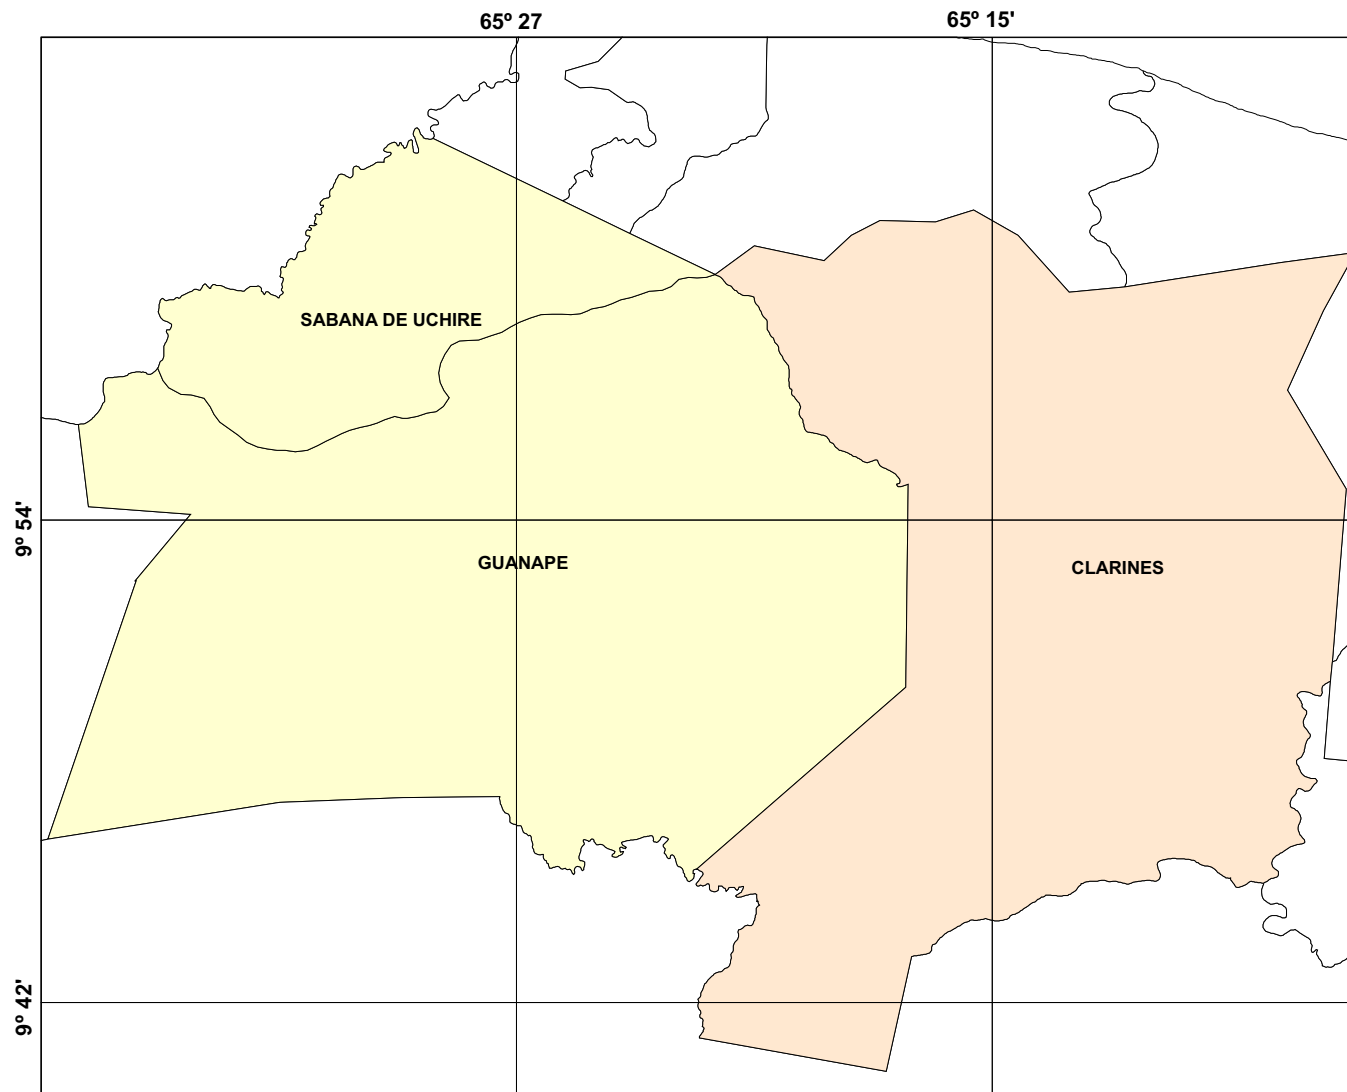 65º 27
65º 15'
SABANA DE UCHIRE
9º 54'
GUANAPE
CLARINES
9º 42'